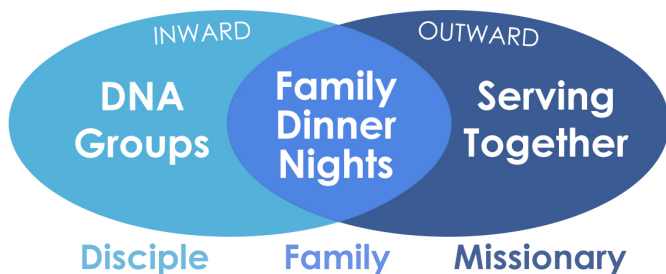 INWARD
OUTWARD
DNA
Groups
Family
Dinner
Nights
Serving
Together
Disciple
Family
Missionary